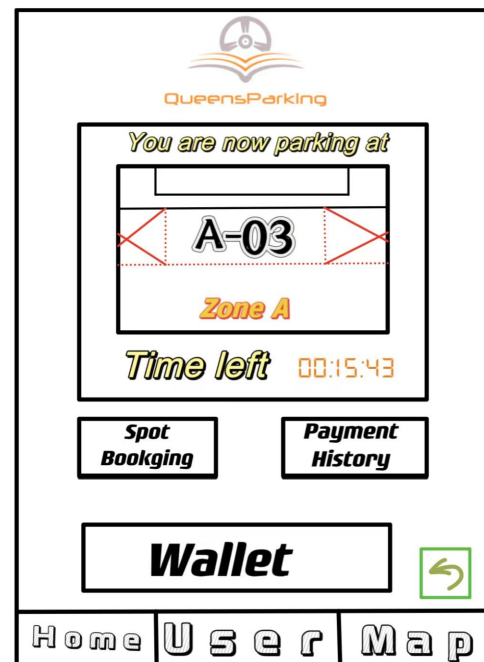 QueensParking
You are now parking at
A-03
Zone A
Time left 00:15:43
Spot
Bookging
Payment
History
Wallet
Home User Map